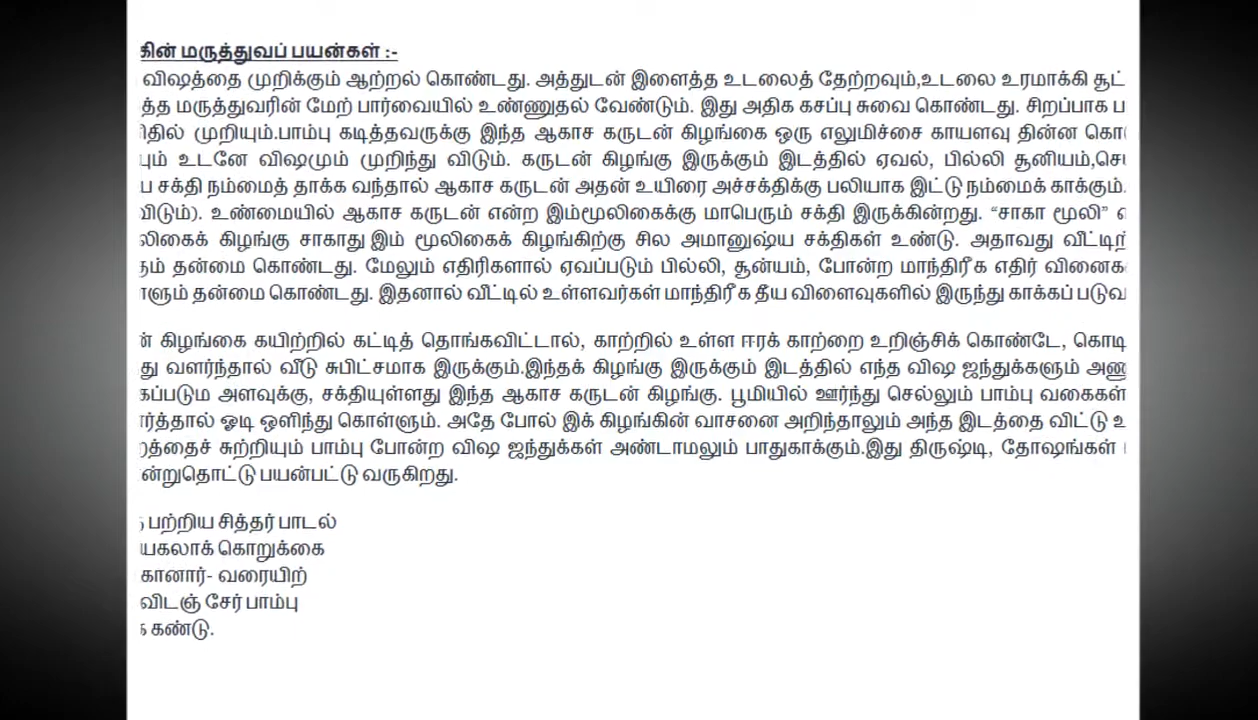 மருத்துவப் பயன்கள் :-
விஷத்தை முறிக்கும் ஆற்றல் கொண்டது. அத்துடன் இளைத்த உடலைத் தேற்றவும்,உடலை உரமாக்கி
மருத்துவரின் மேற் பார்வையில் உண்ணுதல் வேண்டும். இது அதிக கசப்பு சுவை கொண்டது. சிறப்பாக
முறியும்.பாம்பு கடித்தவருக்கு இந்த ஆகாச கருடன் கிழங்கை ஒரு எலுமிச்சை காயளவு தின்ன
உடனே விஷமும் முறிந்து விடும். கருடன் கிழங்கு இருக்கும் இடத்தில் ஏவல், பில்லி சூனியம்,
சக்தி நம்மைத் தாக்க வந்தால் ஆகாச கருடன் அதன் உயிரை அச்சக்திக்கு பலியாக இட்டு நம்மைக் காக்கும்.
உண்மையில் ஆகாச கருடன் என்ற இம்மூலிகைக்கு மாபெரும் சக்தி இருக்கின்றது. “சாகா மூலி”
கிழங்கு சாகாது இம் மூலிகைக் கிழங்கிற்கு சில அமானுஷ்ய சக்திகள் உண்டு. அதாவது
தன்மை கொண்டது. மேலும் எதிரிகளால் ஏவப்படும் பில்லி, சூன்யம், போன்ற மாந்திரீக எதிர்
தன்மை கொண்டது. இதனால் வீட்டில் உள்ளவர்கள் மாந்திரீக தீய விளைவுகளில் இருந்து காக்கப்
கிழங்கை கயிற்றில் கட்டித் தொங்கவிட்டால், காற்றில் உள்ள ஈரக் காற்றை உறிஞ்சிக் கொண்டே,
வளர்ந்தால் வீடு சுபிட்சமாக இருக்கும்.இந்தக் கிழங்கு இருக்கும் இடத்தில் எந்த விஷ ஜந்துக்களும்
அளவுக்கு, சக்தியுள்ளது இந்த ஆகாச கருடன் கிழங்கு. பூமியில் ஊர்ந்து செல்லும் பாம்பு வகைகள்
ஓடி ஒளிந்து கொள்ளும். அதே போல் இக் கிழங்கின் வாசனை அறிந்தாலும் அந்த இடத்தை விட்டு
சுற்றியும் பாம்பு போன்ற விஷ ஜந்துக்கள் அண்டாமலும் பாதுகாக்கும்.இது திருஷ்டி, தோஷங்கள்
பயன்பட்டு வருகிறது.
பற்றிய சித்தர் பாடல்
கொறுக்கை
வரையிற்
சேர் பாம்பு
கண்டு.